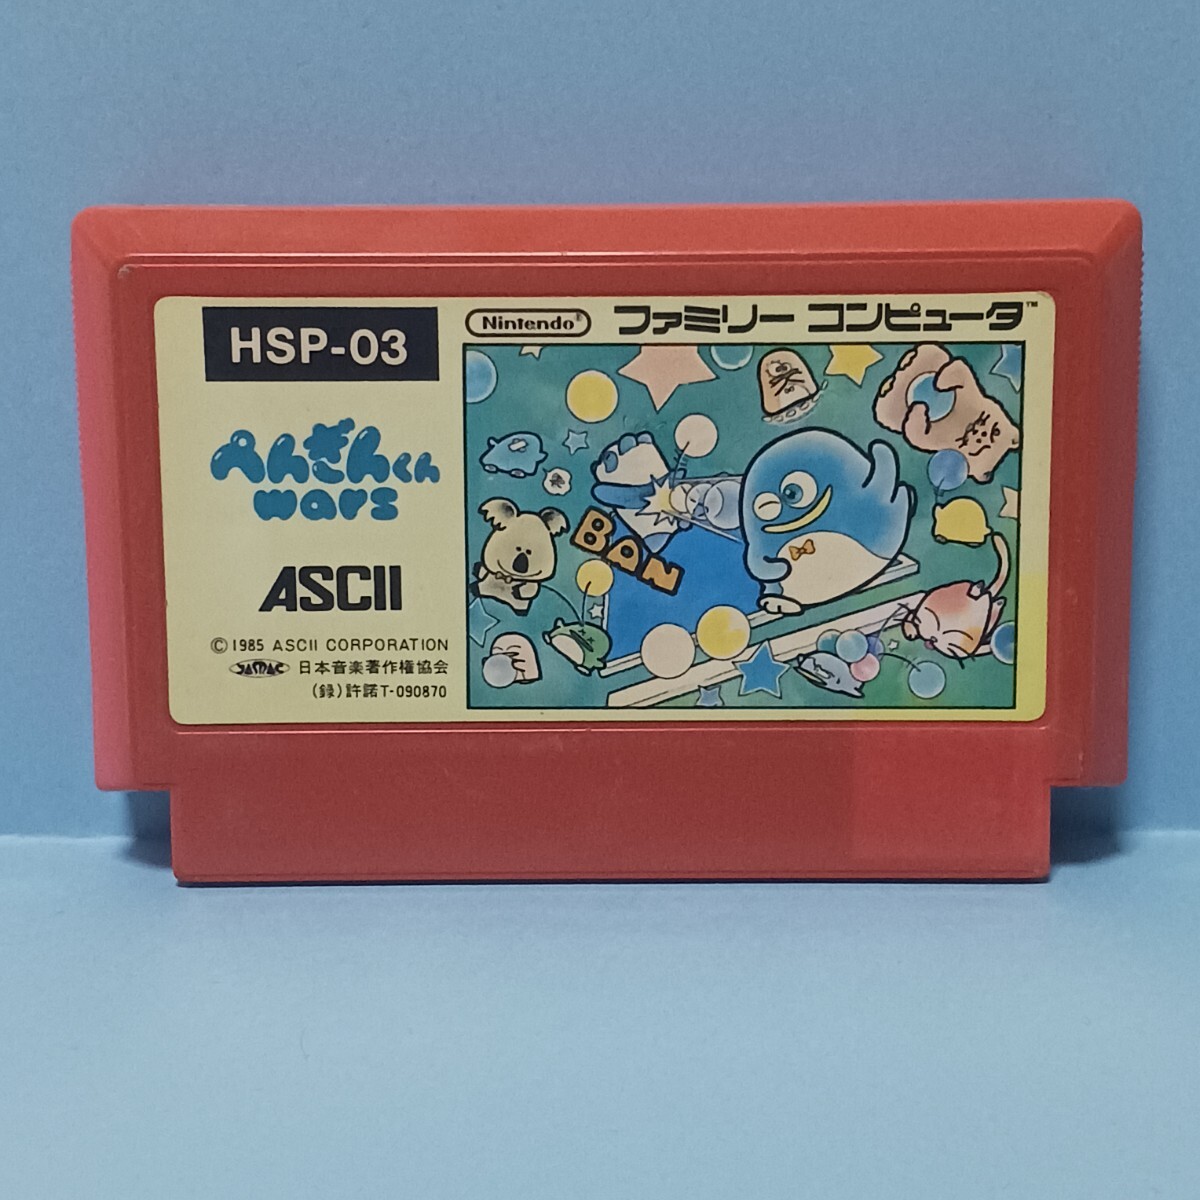 HSP-03
Nintendo®
ファミリー コンピュータ™
ぺんぎんくん
wars
BAN
ASCII
©1985 ASCII CORPORATION
JASRAC 日本音楽著作権協会
(録)許諾T-090870